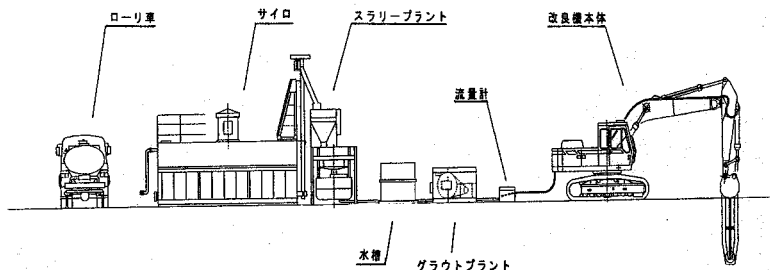 ローリ車
サイロ
スラリープラント
改良機本体
流量計
水槽
グラウトプラント